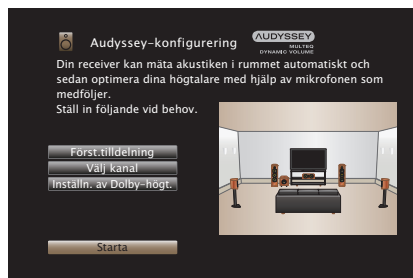 Audyssey-konfigurering
AUDYSSEY
MULTEQ
DYNAMIC VOLUME
Din receiver kan mäta akustiken i rummet automatiskt och
sedan optimera dina högtalare med hjälp av mikrofonen som
medföljer.
Ställ in följande vid behov.
Först.tilldelning
Välj kanal
Inställn. av Dolby-högt.
Starta